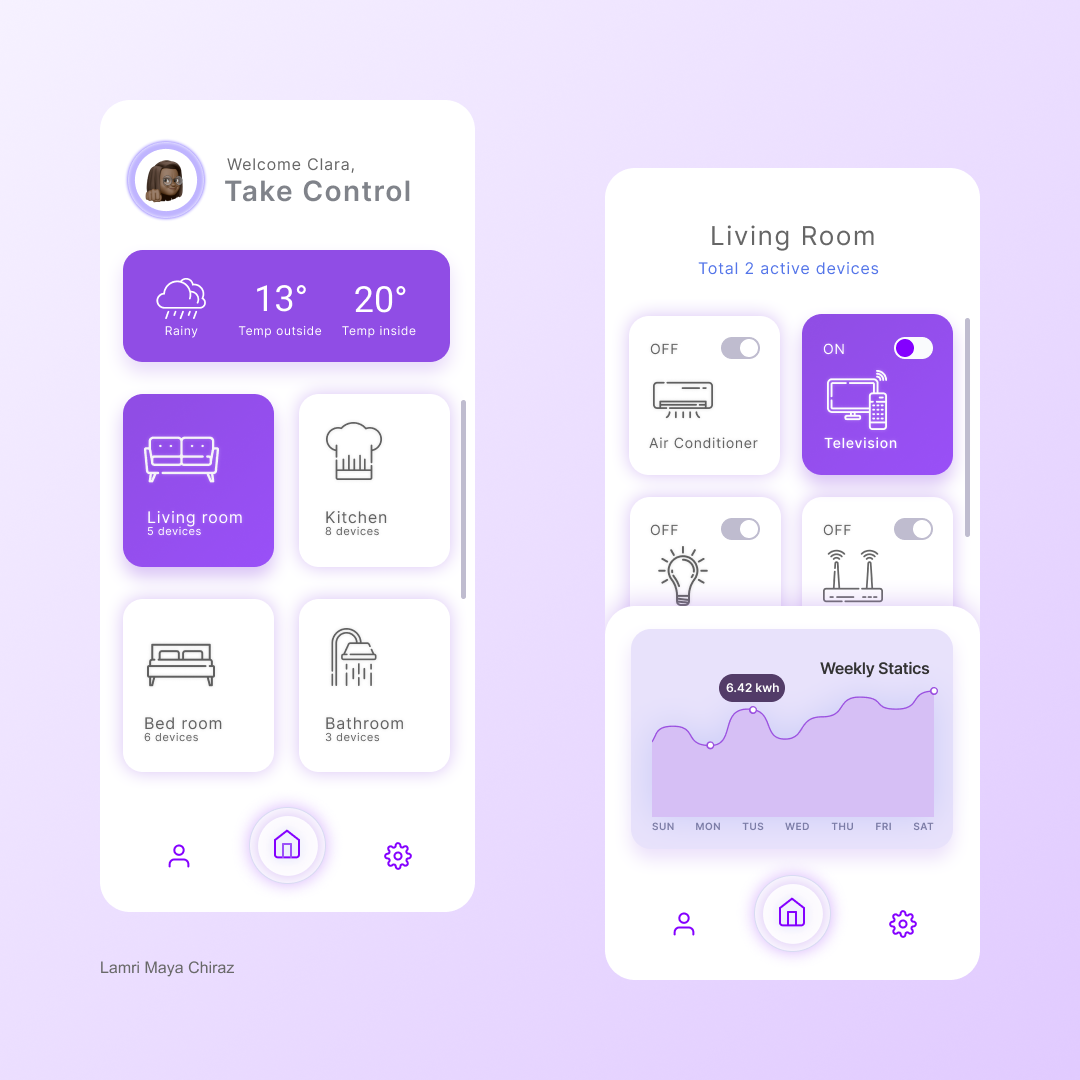 Welcome Clara,
Take Control
13° 20°
Rainy Temp outside Temp inside
Living room
5 devices
Kitchen
8 devices
Bed room
6 devices
Bathroom
3 devices
Lamri Maya Chiraz
Living Room
Total 2 active devices
OFF
Air Conditioner
ON
Television
OFF
OFF
Weekly Statics
6.42 kwh
SUN MON TUS WED THU FRI SAT